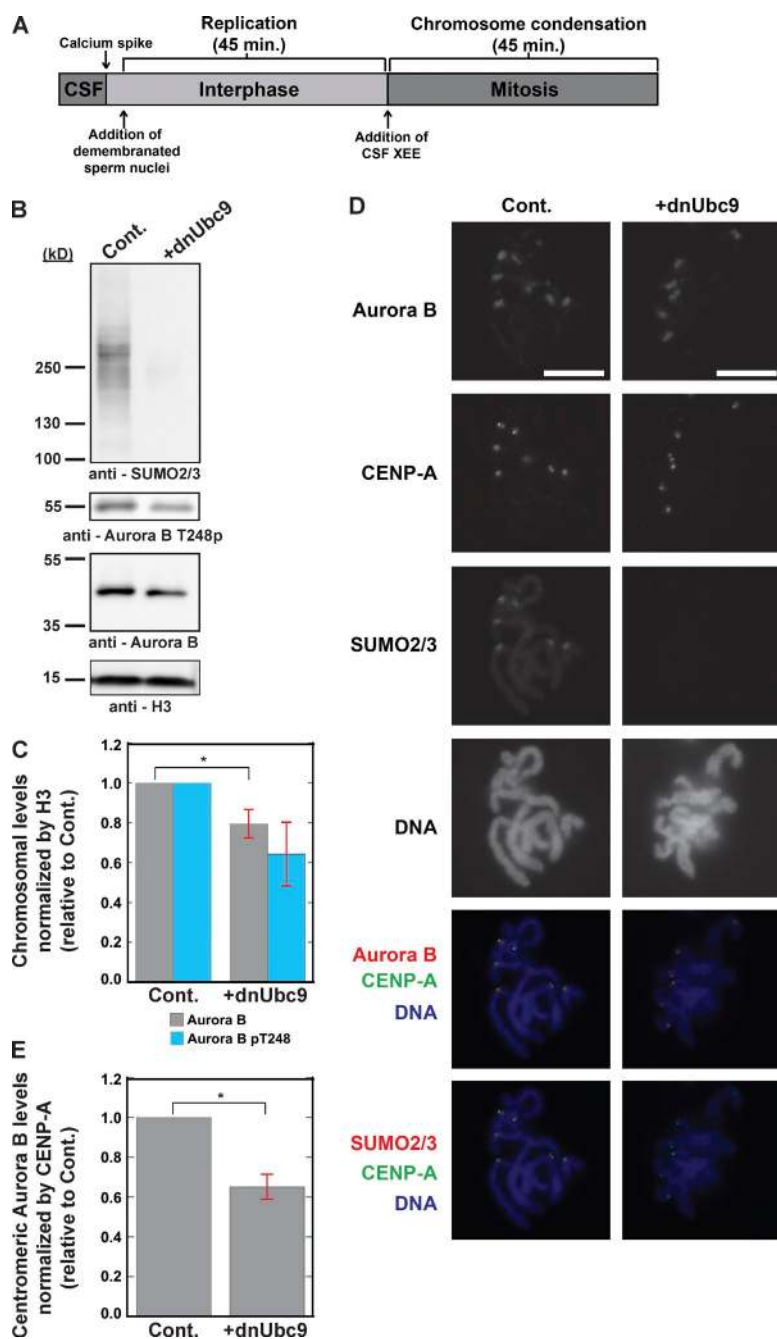 A
Replication
(45 min.)
Chromosome condensation
(45 min.)
Calcium spike
CSF
Interphase
Mitosis
Addition of
demembranated
sperm nuclei
Addition of
CSF XEE
B
Cont.
+dnUbc9
(kD)
250
130
100
anti - SUMO2/3
55
anti - Aurora B T248p
55
35
anti - Aurora B
15
anti - H3
C
Chromosomal levels
normalized by H3
(relative to Cont.)
1.2
1.0
0.8
0.6
0.4
0.2
0.0
*
Cont.
+dnUbc9
Aurora B
Aurora B pT248
E
Centromeric Aurora B levels
normalized by CENP-A
(relative to Cont.)
1.2
1.0
0.8
0.6
0.4
0.2
0.0
*
Cont.
+dnUbc9
D
Cont.
+dnUbc9
Aurora B
CENP-A
SUMO2/3
DNA
Aurora B
CENP-A
DNA
SUMO2/3
CENP-A
DNA